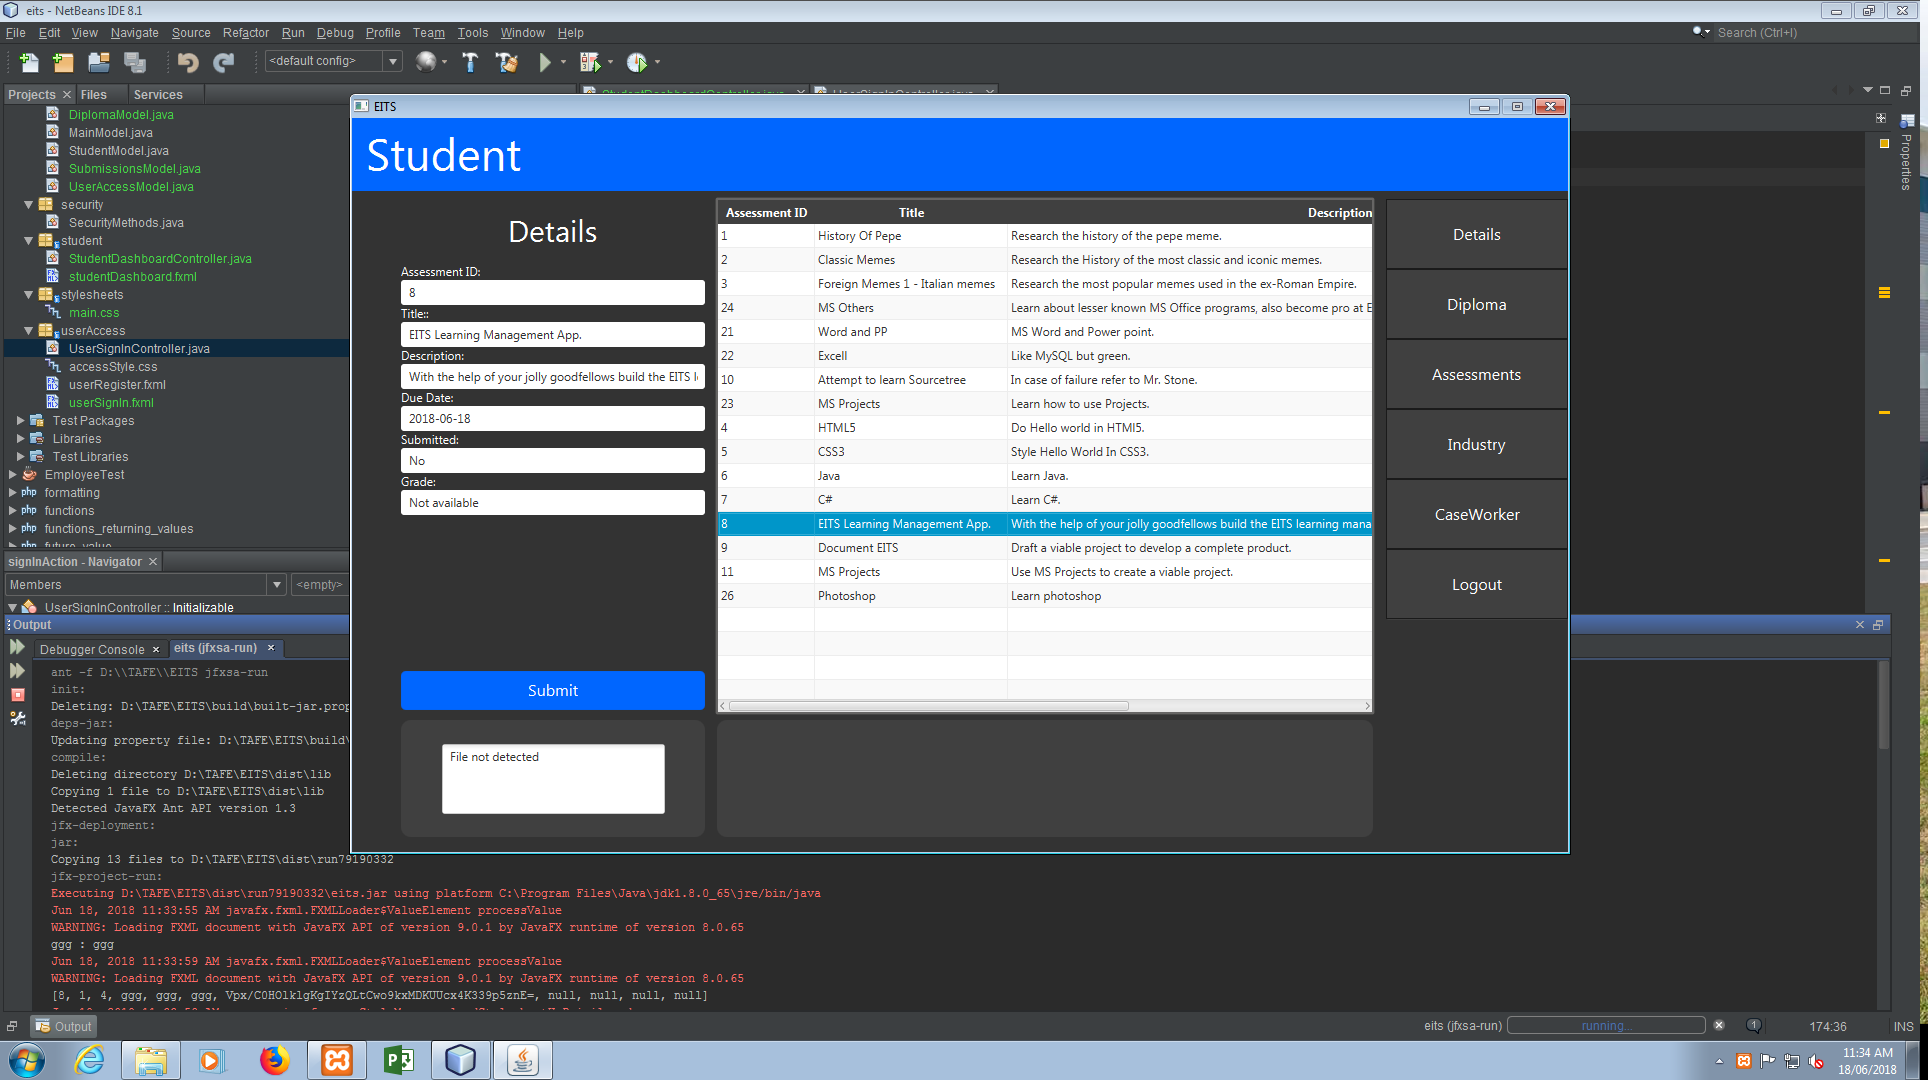 eits - NetBeans IDE 8.1
File Edit View Navigate Source Refactor Run Debug Profile Team Tools Window Help
Search (Ctrl+I)
<default config>
Projects Files Services
StudentDashboardController.java UserSignInController.java
DiplomaModel.java
MainModel.java
StudentModel.java
SubmissionsModel.java
UserAccessModel.java
security
SecurityMethods.java
student
StudentDashboardController.java
studentDashboard.fxml
stylesheets
main.css
userAccess
UserSignInController.java
accessStyle.css
userRegister.fxml
userSignIn.fxml
Test Packages
Libraries
Test Libraries
EmployeeTest
php formatting
php functions
php functions_returning_values
php future_value
signInAction - Navigator
Members
<empty>
UserSignInController :: Initializable
Properties
EITS
Student
Details
Assessment ID:
8
Title::
EITS Learning Management App.
Description:
With the help of your jolly goodfellows build the EITS l
Due Date:
2018-06-18
Submitted:
No
Grade:
Not available
Submit
File not detected
Assessment ID Title Description
1 History Of Pepe Research the history of the pepe meme.
2 Classic Memes Research the History of the most classic and iconic memes.
3 Foreign Memes 1 - Italian memes Research the most popular memes used in the ex-Roman Empire.
24 MS Others Learn about lesser known MS Office programs, also become pro at E
21 Word and PP MS Word and Power point.
22 Excell Like MySQL but green.
10 Attempt to learn Sourcetree In case of failure refer to Mr. Stone.
23 MS Projects Learn how to use Projects.
4 HTML5 Do Hello world in HTMl5.
5 CSS3 Style Hello World In CSS3.
6 Java Learn Java.
7 C# Learn C#.
8 EITS Learning Management App. With the help of your jolly goodfellows build the EITS learning mana
9 Document EITS Draft a viable project to develop a complete product.
11 MS Projects Use MS Projects to create a viable project.
26 Photoshop Learn photoshop
Details
Diploma
Assessments
Industry
CaseWorker
Logout
Output
Debugger Console eits (jfxsa-run)
ant -f D:\\TAFE\\EITS jfxsa-run
init:
Deleting: D:\TAFE\EITS\build\built-jar.prop
deps-jar:
Updating property file: D:\TAFE\EITS\build\
compile:
Deleting directory D:\TAFE\EITS\dist\lib
Copying 1 file to D:\TAFE\EITS\dist\lib
Detected JavaFX Ant API version 1.3
jfx-deployment:
jar:
Copying 13 files to D:\TAFE\EITS\dist\run79190332
jfx-project-run:
Executing D:\TAFE\EITS\dist\run79190332\eits.jar using platform C:\Program Files\Java\jdk1.8.0_65\jre/bin/java
Jun 18, 2018 11:33:55 AM javafx.fxml.FXMLLoader$ValueElement processValue
WARNING: Loading FXML document with JavaFX API of version 9.0.1 by JavaFX runtime of version 8.0.65
ggg : ggg
Jun 18, 2018 11:33:59 AM javafx.fxml.FXMLLoader$ValueElement processValue
WARNING: Loading FXML document with JavaFX API of version 9.0.1 by JavaFX runtime of version 8.0.65
[8, 1, 4, ggg, ggg, ggg, Vpx/C0HOlklgKgIYzQLtCwo9kxMDKUUcx4K339p5znE=, null, null, null, null]
Output
eits (jfxsa-run) running... 1 174:36 INS
11:34 AM
18/06/2018